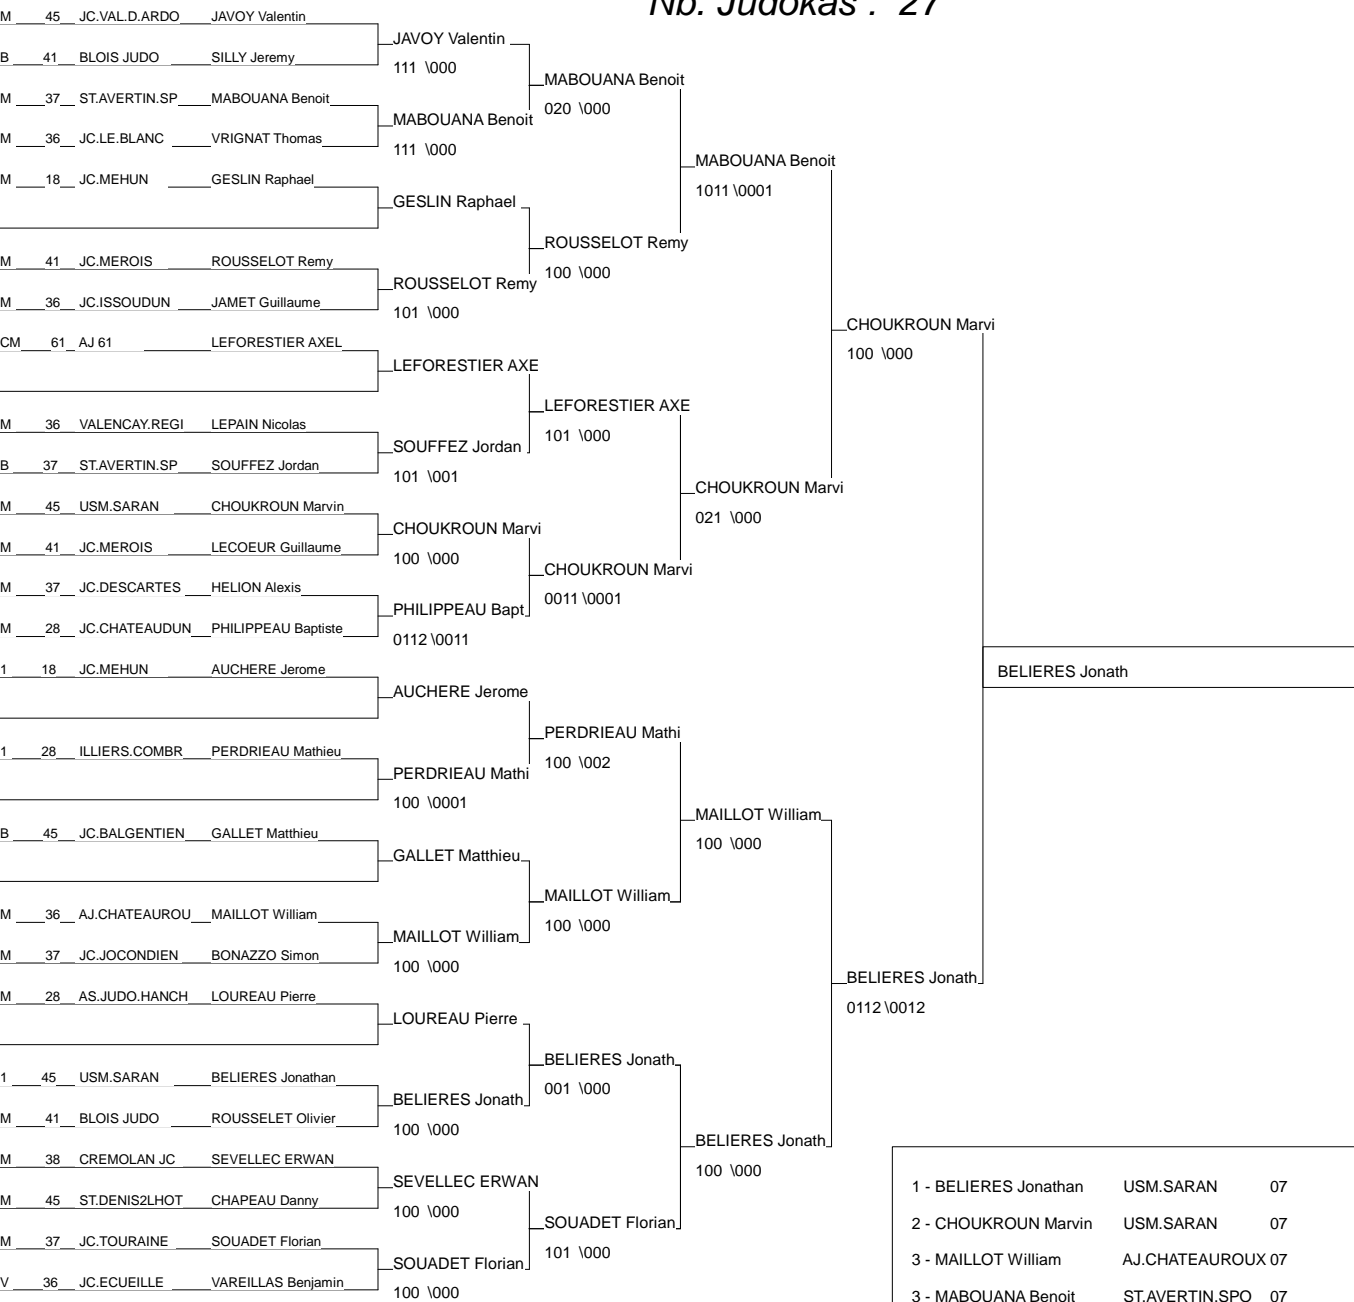 Nb. Judokas : 27
M 45 JC.VAL.D.ARDO JAVOY Valentin
B 41 BLOIS JUDO SILLY Jeremy
M 37 ST.AVERTIN.SP MABOUANA Benoit
M 36 JC.LE.BLANC VRIGNAT Thomas
M 18 JC.MEHUN GESLIN Raphael
M 41 JC.MEROIS ROUSSELOT Remy
M 36 JC.ISSOUDUN JAMET Guillaume
CM 61 AJ 61 LEFORESTIER AXEL
M 36 VALENCAY.REGI LEPAIN Nicolas
B 37 ST.AVERTIN.SP SOUFFEZ Jordan
M 45 USM.SARAN CHOUKROUN Marvin
M 41 JC.MEROIS LECOEUR Guillaume
M 37 JC.DESCARTES HELION Alexis
M 28 JC.CHATEAUDUN PHILIPPEAU Baptiste
1 18 JC.MEHUN AUCHERE Jerome
1 28 ILLIERS.COMBR PERDRIEAU Mathieu
B 45 JC.BALGENTIEN GALLET Matthieu
M 36 AJ.CHATEAUROU MAILLOT William
M 37 JC.JOCONDIEN BONAZZO Simon
M 28 AS.JUDO.HANCH LOUREAU Pierre
1 45 USM.SARAN BELIERES Jonathan
M 41 BLOIS JUDO ROUSSELET Olivier
M 38 CREMOLAN JC SEVELLEC ERWAN
M 45 ST.DENIS2LHOT CHAPEAU Danny
M 37 JC.TOURAINE SOUADET Florian
V 36 JC.ECUEILLE VAREILLAS Benjamin
JAVOY Valentin
111 \000
MABOUANA Benoit
111 \000
GESLIN Raphael
ROUSSELOT Remy
101 \000
LEFORESTIER AXE
SOUFFEZ Jordan
101 \001
CHOUKROUN Marvi
100 \000
PHILIPPEAU Bapt
0112 \0011
AUCHERE Jerome
PERDRIEAU Mathi
100 \0001
GALLET Matthieu
MAILLOT William
100 \000
LOUREAU Pierre
BELIERES Jonath
100 \000
SEVELLEC ERWAN
100 \000
SOUADET Florian
100 \000
MABOUANA Benoit
020 \000
ROUSSELOT Remy
100 \000
LEFORESTIER AXE
101 \000
CHOUKROUN Marvi
0011 \0001
PERDRIEAU Mathi
100 \002
MAILLOT William
100 \000
BELIERES Jonath
001 \000
SOUADET Florian
101 \000
MABOUANA Benoit
1011 \0001
CHOUKROUN Marvi
021 \000
MAILLOT William
100 \000
BELIERES Jonath
100 \000
CHOUKROUN Marvi
100 \000
BELIERES Jonath
0112 \0012
BELIERES Jonath
1 - BELIERES Jonathan USM.SARAN 07
2 - CHOUKROUN Marvin USM.SARAN 07
3 - MAILLOT William AJ.CHATEAUROUX 07
3 - MABOUANA Benoit ST.AVERTIN.SPO 07